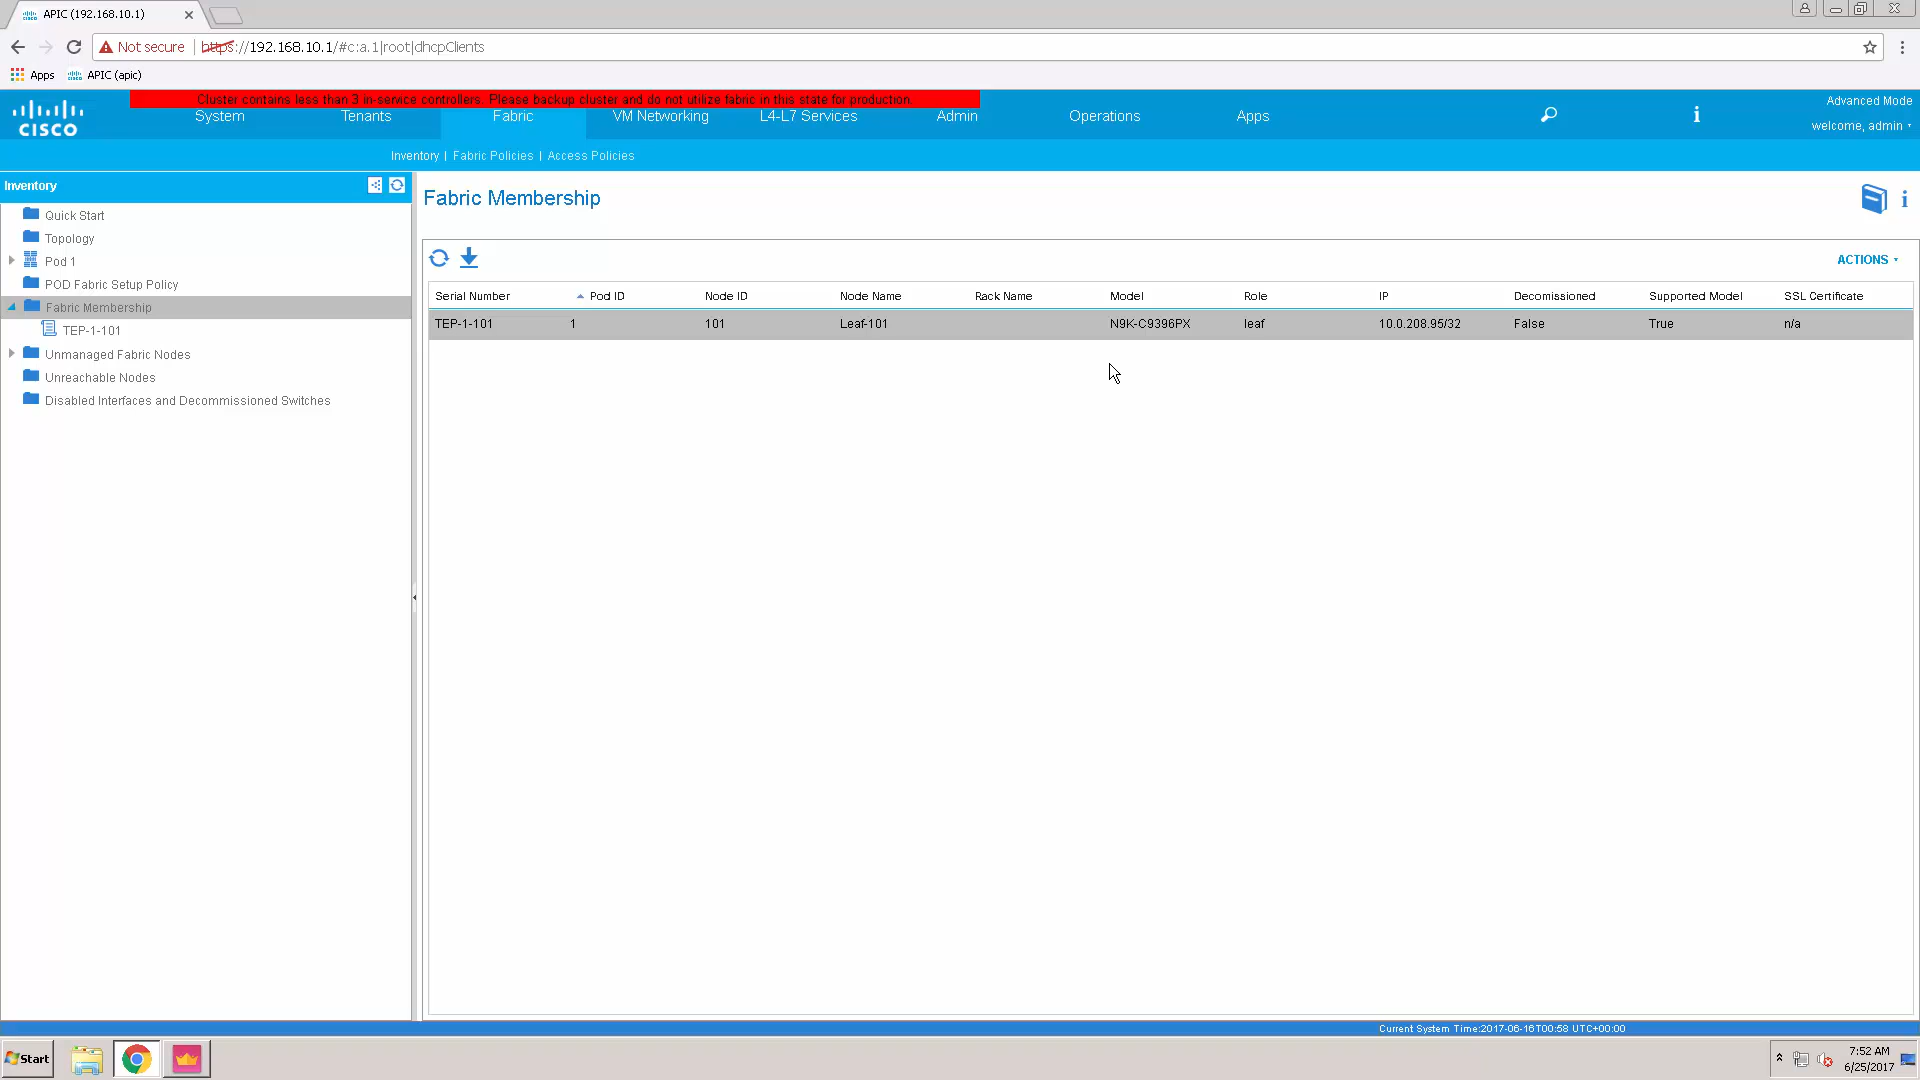 APIC (192.168.10.1)
Not secure https://192.168.10.1/#c:a.1|root|dhcpClients
Apps APIC (apic)
Cluster contains less than 3 in-service controllers. Please backup cluster and do not utilize fabric in this state for production.
CISCO
System Tenants Fabric VM Networking L4-L7 Services Admin Operations Apps
Advanced Mode
welcome, admin
Inventory | Fabric Policies | Access Policies
Inventory
Quick Start
Topology
Pod 1
POD Fabric Setup Policy
Fabric Membership
TEP-1-101
Unmanaged Fabric Nodes
Unreachable Nodes
Disabled Interfaces and Decommissioned Switches
Fabric Membership
ACTIONS
Serial Number Pod ID Node ID Node Name Rack Name Model Role IP Decomissioned Supported Model SSL Certificate
TEP-1-101 1 101 Leaf-101 N9K-C9396PX leaf 10.0.208.95/32 False True n/a
Current System Time:2017-06-16T00:58 UTC+00:00
Start
7:52 AM
6/25/2017